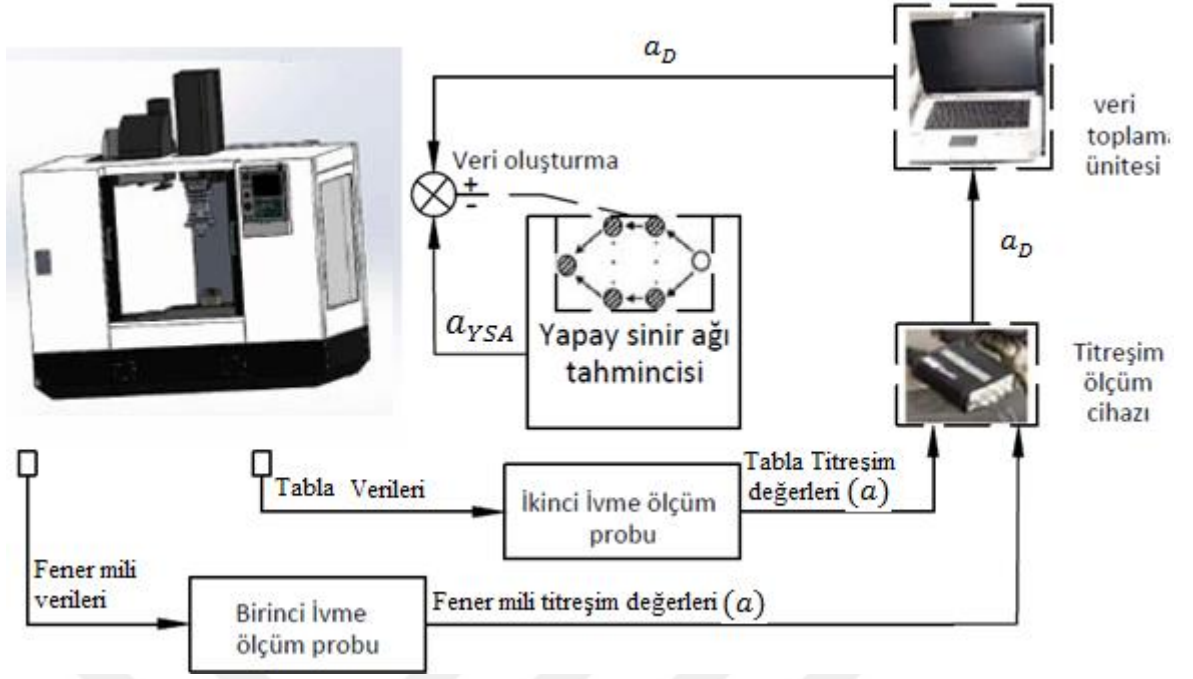 a_D
Veri oluşturma
+
-
a_YSA
Yapay sinir ağı
tahmincisi
veri
toplama
ünitesi
a_D
Titreşim
ölçüm
cihazı
Tabla Verileri
İkinci İvme ölçüm
probu
Tabla Titreşim
değerleri (a)
Fener mili
verileri
Birinci İvme
ölçüm probu
Fener mili titreşim değerleri (a)